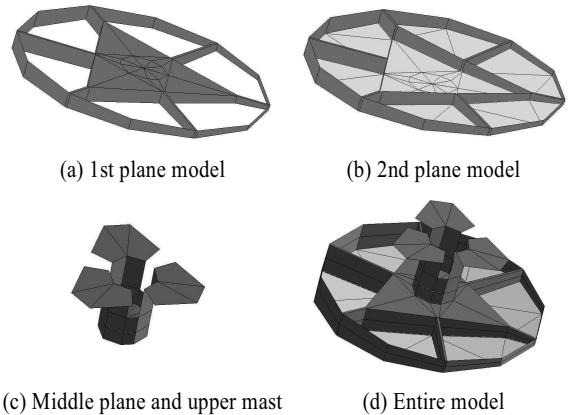 (a) 1st plane model
(b) 2nd plane model
(c) Middle plane and upper mast
(d) Entire model